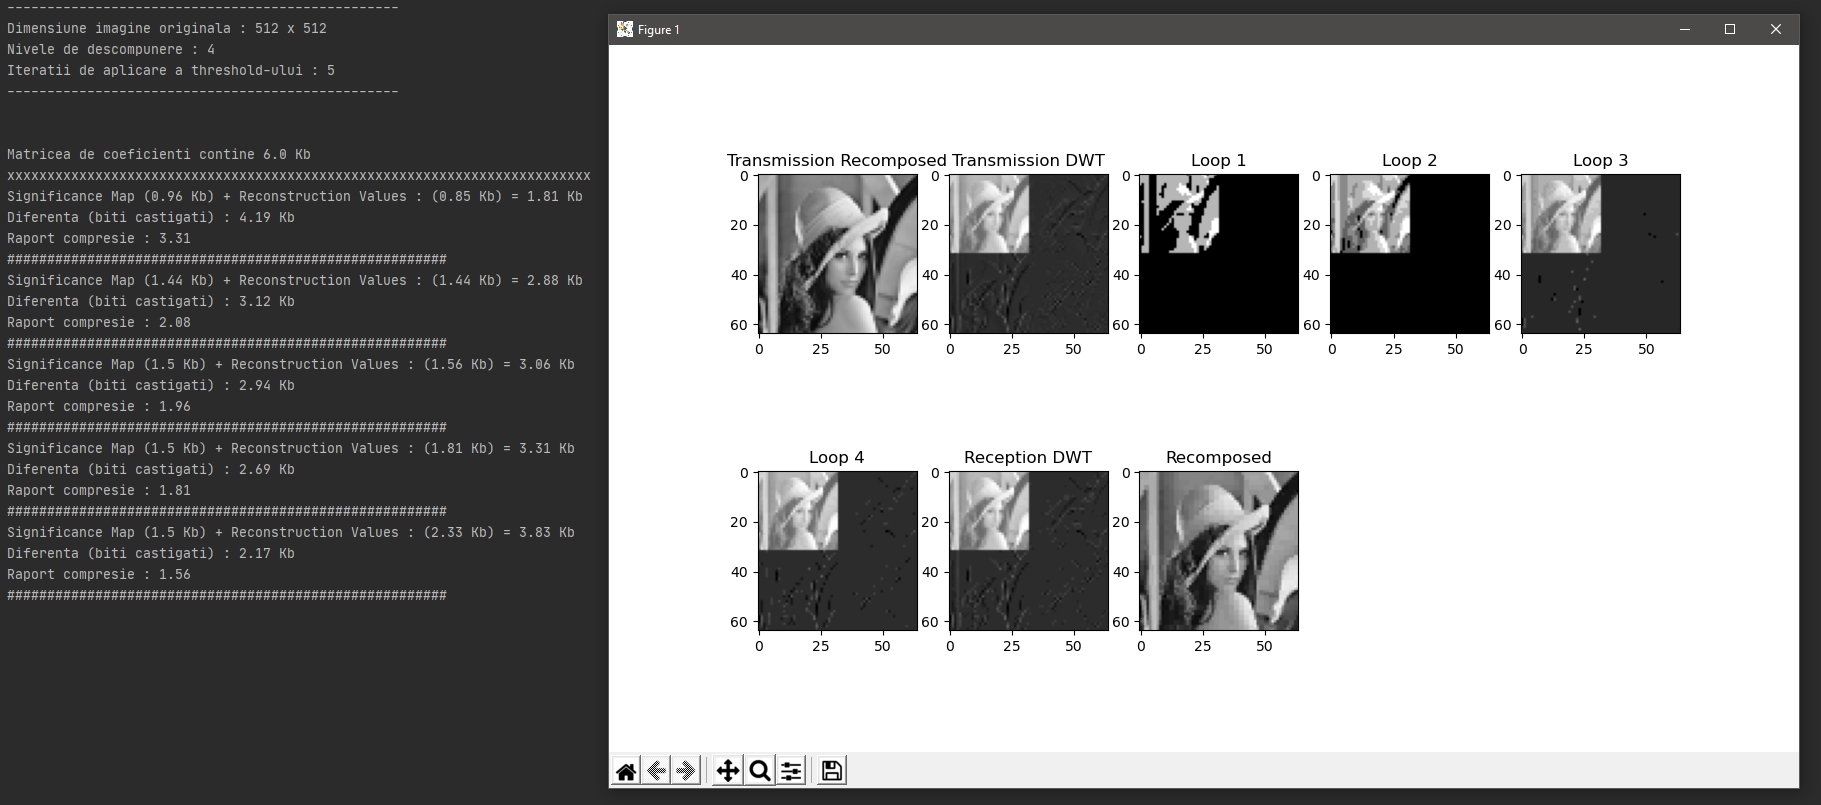 -------------------------------------------------
Dimensiune imagine originala : 512 x 512
Nivele de descompunere : 4
Iteratii de aplicare a threshold-ului : 5
-------------------------------------------------
Matricea de coeficienti contine 6.0 Kb
xxxxxxxxxxxxxxxxxxxxxxxxxxxxxxxxxxxxxxxxxxxxxxxxxxxxxxxxxxxxxxxxxxxxxxxxx
Significance Map (0.96 Kb) + Reconstruction Values : (0.85 Kb) = 1.81 Kb
Diferenta (biti castigati) : 4.19 Kb
Raport compresie : 3.31
#######################################################
Significance Map (1.44 Kb) + Reconstruction Values : (1.44 Kb) = 2.88 Kb
Diferenta (biti castigati) : 3.12 Kb
Raport compresie : 2.08
#######################################################
Significance Map (1.5 Kb) + Reconstruction Values : (1.56 Kb) = 3.06 Kb
Diferenta (biti castigati) : 2.94 Kb
Raport compresie : 1.96
#######################################################
Significance Map (1.5 Kb) + Reconstruction Values : (1.81 Kb) = 3.31 Kb
Diferenta (biti castigati) : 2.69 Kb
Raport compresie : 1.81
#######################################################
Significance Map (1.5 Kb) + Reconstruction Values : (2.33 Kb) = 3.83 Kb
Diferenta (biti castigati) : 2.17 Kb
Raport compresie : 1.56
#######################################################
Figure 1
Transmission Recomposed Transmission DWT Loop 1 Loop 2 Loop 3
0 0 0 0 0
20 20 20 20 20
40 40 40 40 40
60 60 60 60 60
0 25 50 0 25 50 0 25 50 0 25 50 0 25 50
Loop 4 Reception DWT Recomposed
0 0 0
20 20 20
40 40 40
60 60 60
0 25 50 0 25 50 0 25 50